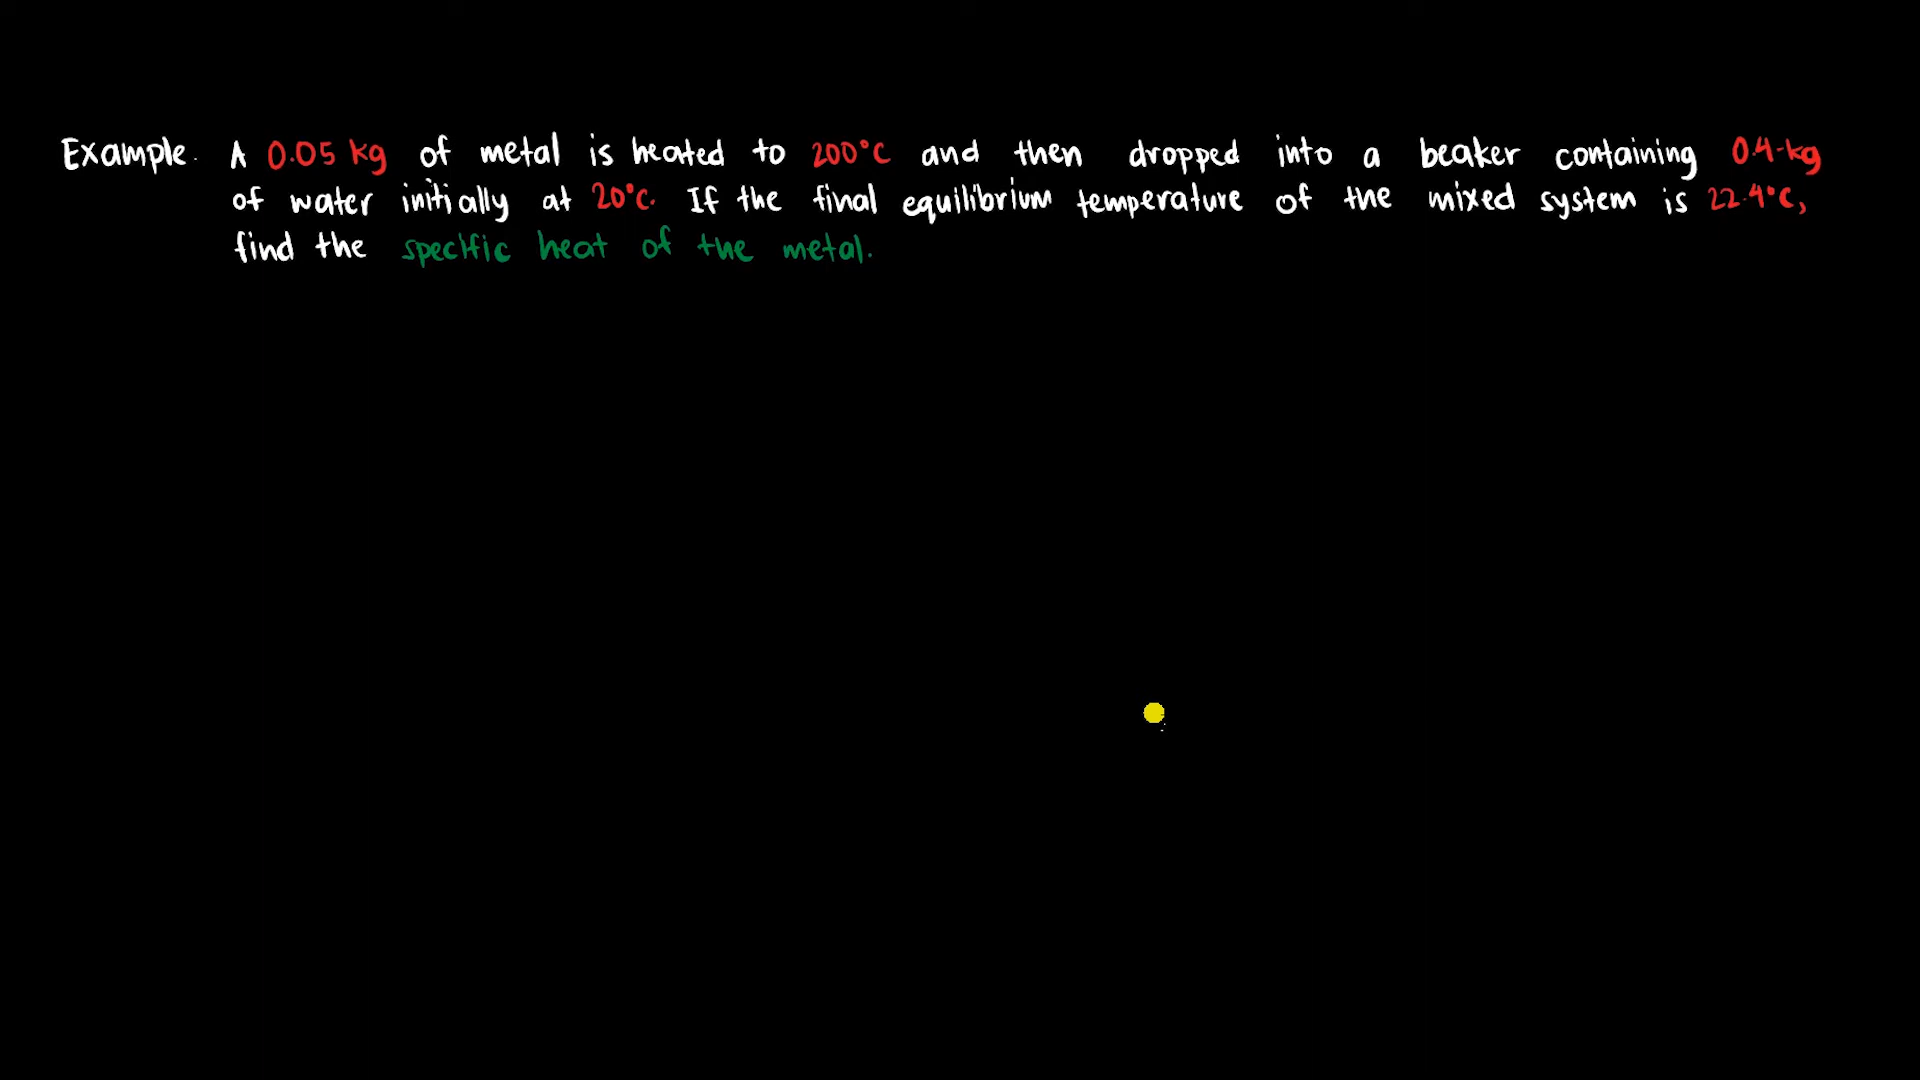 Example. A 0.05 kg of metal is heated to 200°C and then dropped into a beaker containing 0.4-kg
of water initially at 20°C. If the final equilibrium temperature of the mixed system is 22.4°C,
find the specific heat of the metal.